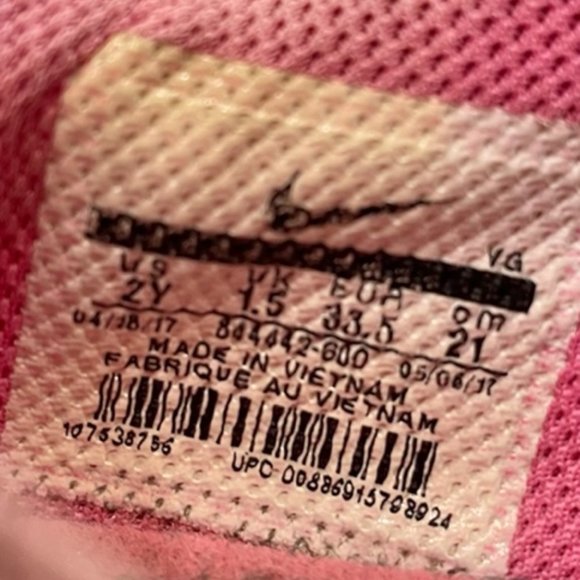 VG
US UK EUR cm
2Y 1.5 33.5 21
04/18/17 844442-600 05/06/17
MADE IN VIETNAM
FABRIQUE AU VIETNAM
107538756
UPC 00886915798924